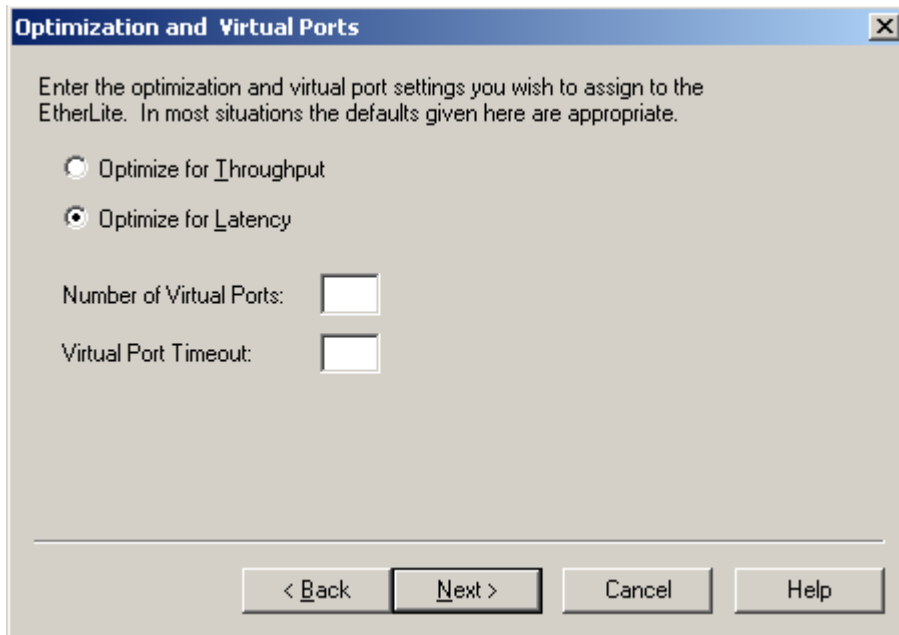 Optimization and Virtual Ports
Enter the optimization and virtual port settings you wish to assign to the
EtherLite. In most situations the defaults given here are appropriate.
Optimize for Throughput
Optimize for Latency
Number of Virtual Ports:
Virtual Port Timeout:
< Back
Next >
Cancel
Help